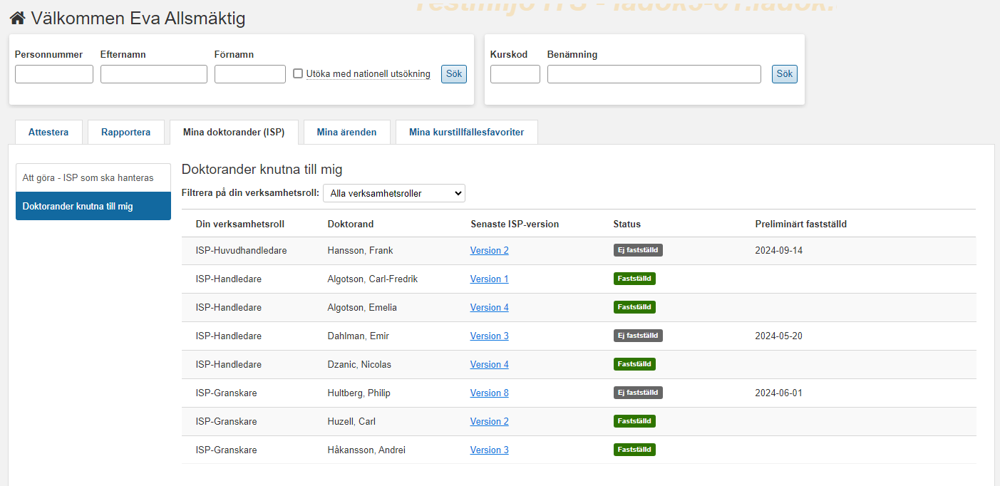 Testmiljö
Välkommen Eva Allsmäktig
Personnummer Efternamn Förnamn
Utöka med nationell utsökning Sök
Kurskod Benämning
Sök
Attestera Rapportera Mina doktorander (ISP) Mina ärenden Mina kurstillfällesfavoriter
Att göra - ISP som ska hanteras
Doktorander knutna till mig
Doktorander knutna till mig
Filtrera på din verksamhetsroll: Alla verksamhetsroller
Din verksamhetsroll Doktorand Senaste ISP-version Status Preliminärt fastställd
ISP-Huvudhandledare Hansson, Frank Version 2 Ej fastställd 2024-09-14
ISP-Handledare Algotson, Carl-Fredrik Version 1 Fastställd
ISP-Handledare Algotson, Emelia Version 4 Fastställd
ISP-Handledare Dahlman, Emir Version 3 Ej fastställd 2024-05-20
ISP-Handledare Dzanic, Nicolas Version 4 Fastställd
ISP-Granskare Hultberg, Philip Version 8 Ej fastställd 2024-06-01
ISP-Granskare Huzell, Carl Version 2 Fastställd
ISP-Granskare Håkansson, Andrei Version 3 Fastställd